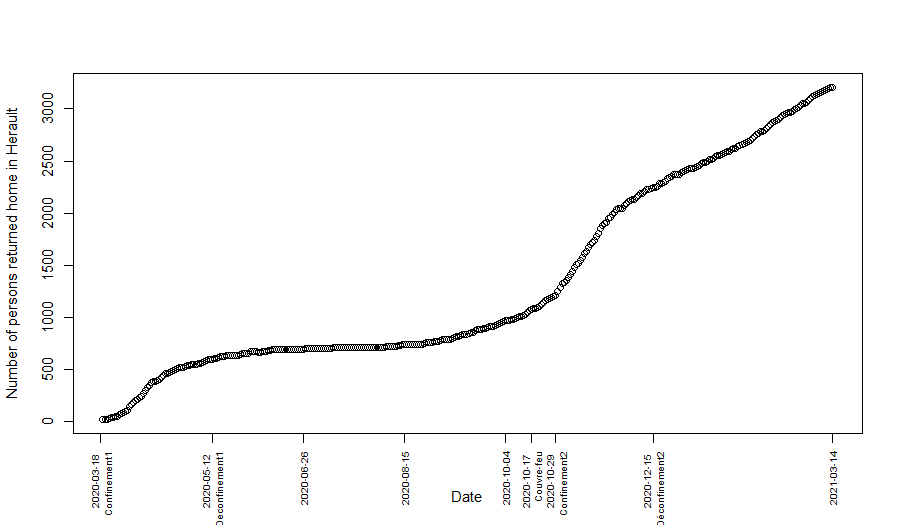 Number of persons returned home in Herault
3000
2500
2000
1500
1000
500
0
2020-03-18
Confinement1
2020-05-12
Deconfinement1
2020-06-26
2020-08-15
2020-10-04
2020-10-17
Couvre-feu
2020-10-29
Confinement2
2020-12-15
Déconfinement2
2021-03-14
Date